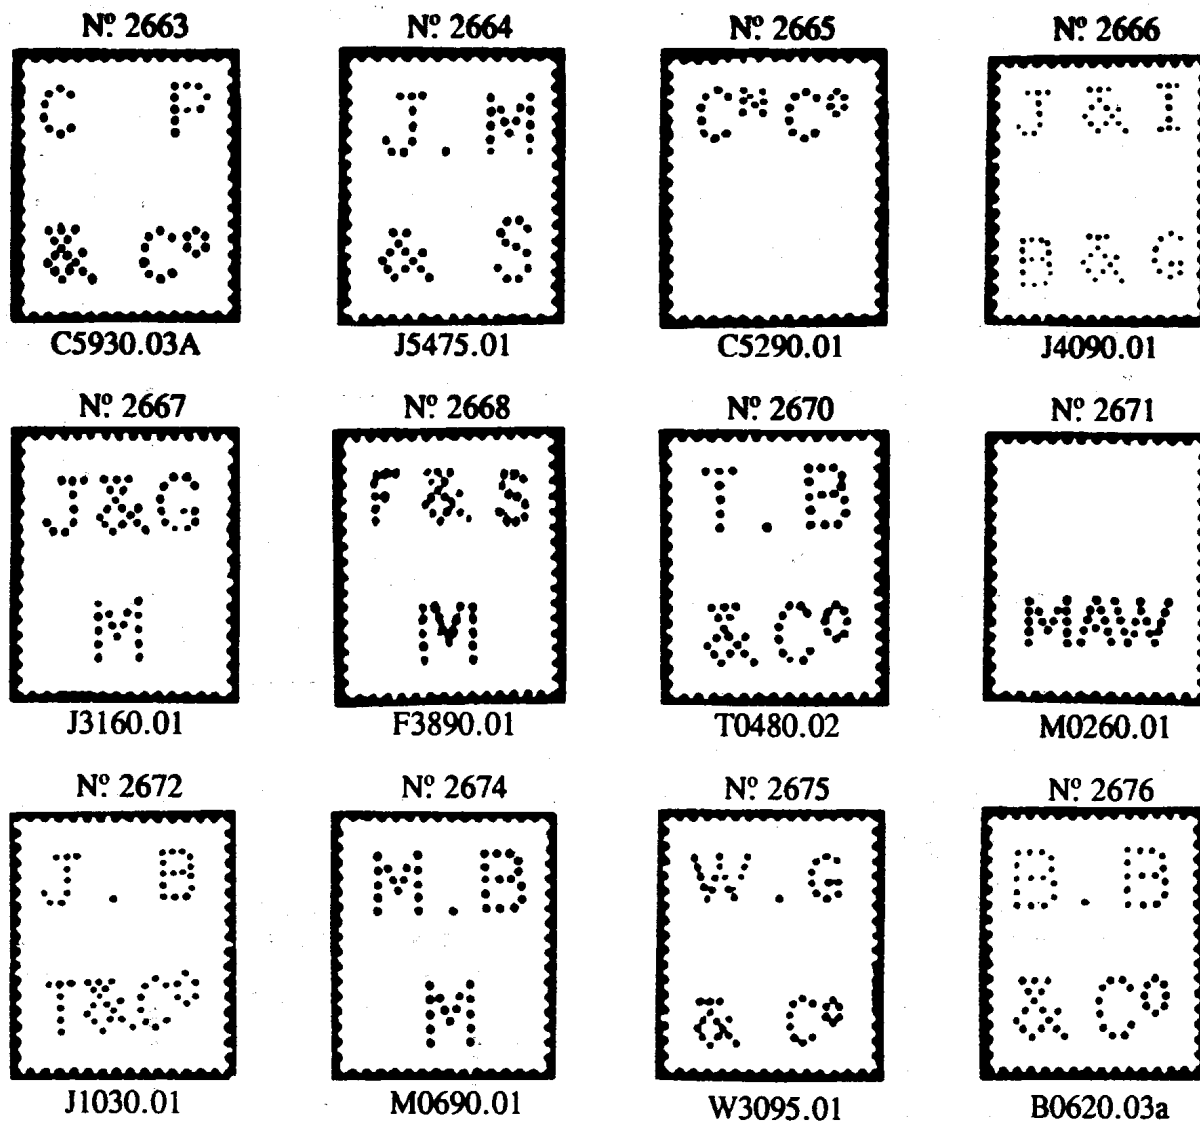 Nº 2663 Nº 2664 Nº 2665 Nº 2666
C P J . M Cᴺ Cº J & I
& Cº & S B & G
C5930.03A J5475.01 C5290.01 J4090.01
Nº 2667 Nº 2668 Nº 2670 Nº 2671
J&G F&S T . B
M M & Cº MAW
J3160.01 F3890.01 T0480.02 M0260.01
Nº 2672 Nº 2674 Nº 2675 Nº 2676
J . B M . B W . G B . B
T&Cº M & Cº & Cº
J1030.01 M0690.01 W3095.01 B0620.03a